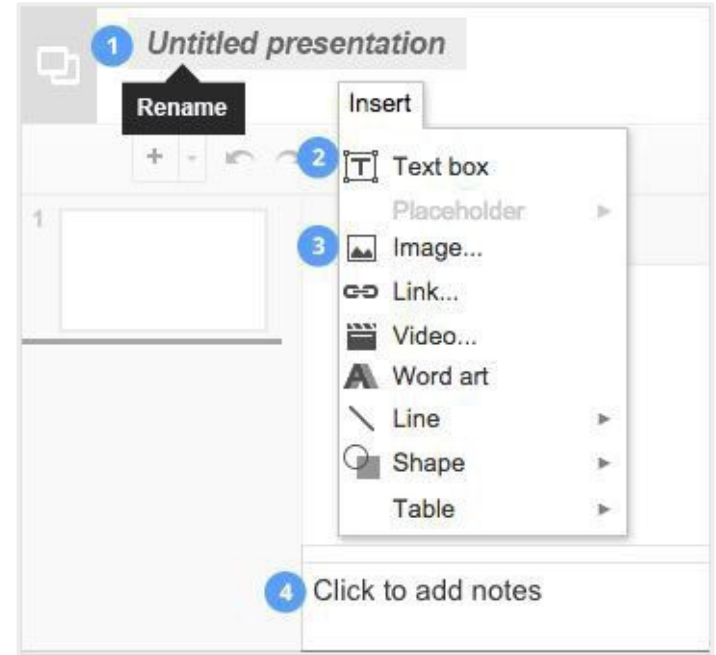 1 Untitled presentation
Rename
Insert
2 T Text box
Placeholder
1
3 Image...
Link...
Video...
A Word art
Line
Shape
Table
4 Click to add notes